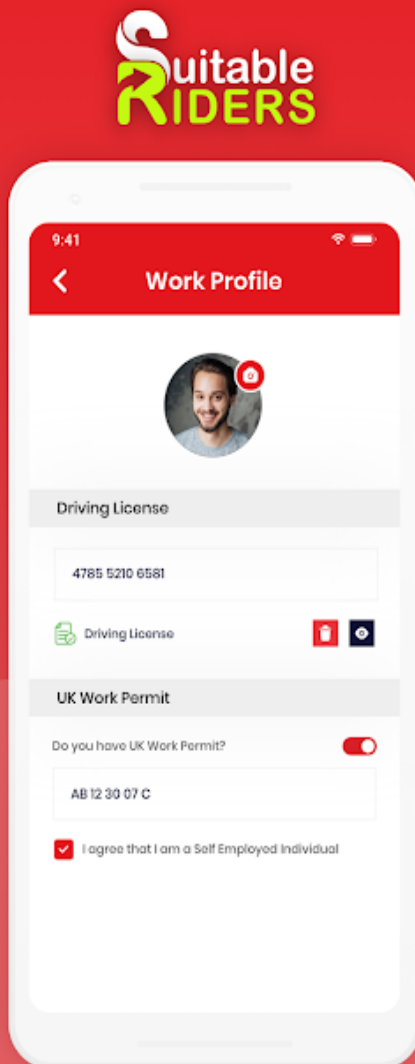 Suitable
RIDERS
9:41
Work Profile
Driving License
4785 5210 6581
Driving License
UK Work Permit
Do you have UK Work Permit?
AB 12 30 07 C
I agree that I am a Self Employed Individual